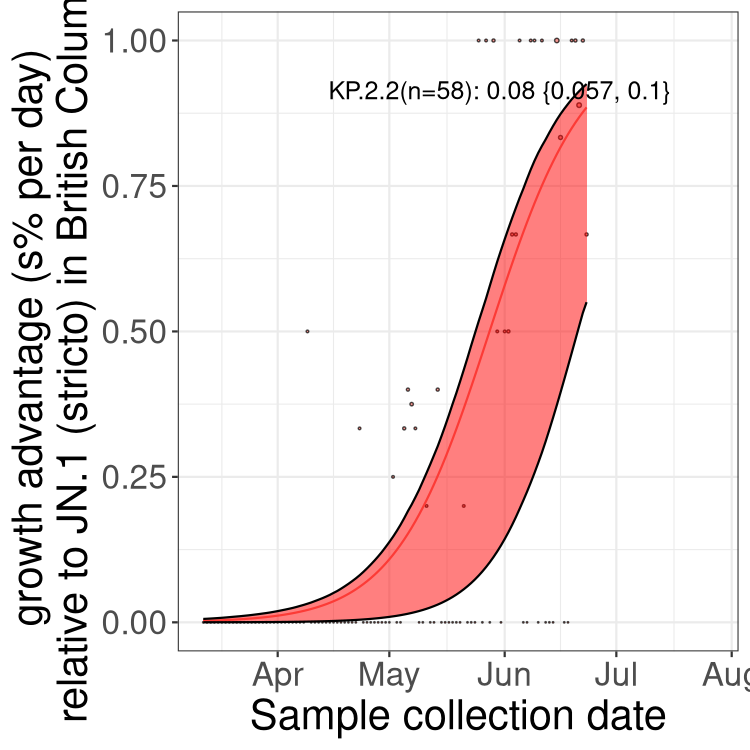 growth advantage (s% per day)
relative to JN.1 (stricto) in British Colum
1.00
0.75
0.50
0.25
0.00
KP.2.2(n=58): 0.08 {0.057, 0.1}
Apr May Jun Jul Aug
Sample collection date